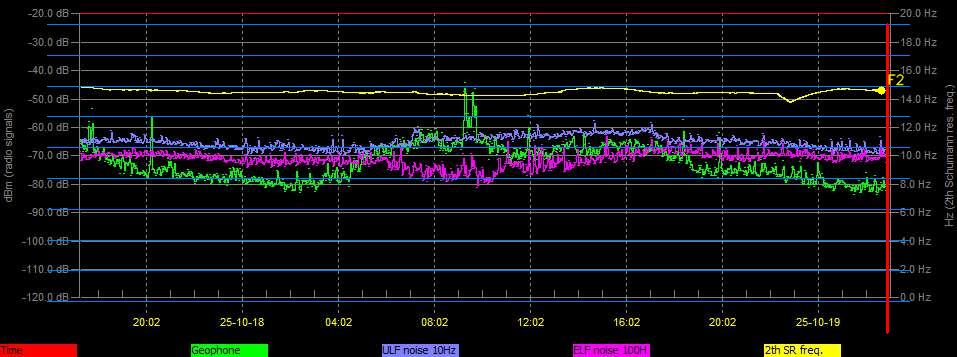 -20.0 dB 20.0 Hz
-30.0 dB 18.0 Hz
-40.0 dB 16.0 Hz
F2
-50.0 dB 14.0 Hz
-60.0 dB 12.0 Hz
-70.0 dB 10.0 Hz
-80.0 dB 8.0 Hz
-90.0 dB 6.0 Hz
-100.0 dB 4.0 Hz
-110.0 dB 2.0 Hz
-120.0 dB 0.0 Hz
dBm (radio signals)
Hz (2th Schumann res. freq.)
20:02 25-10-18 04:02 08:02 12:02 16:02 20:02 25-10-19
Time Geophone ULF noise 10Hz ELF noise 100H 2th SR freq.